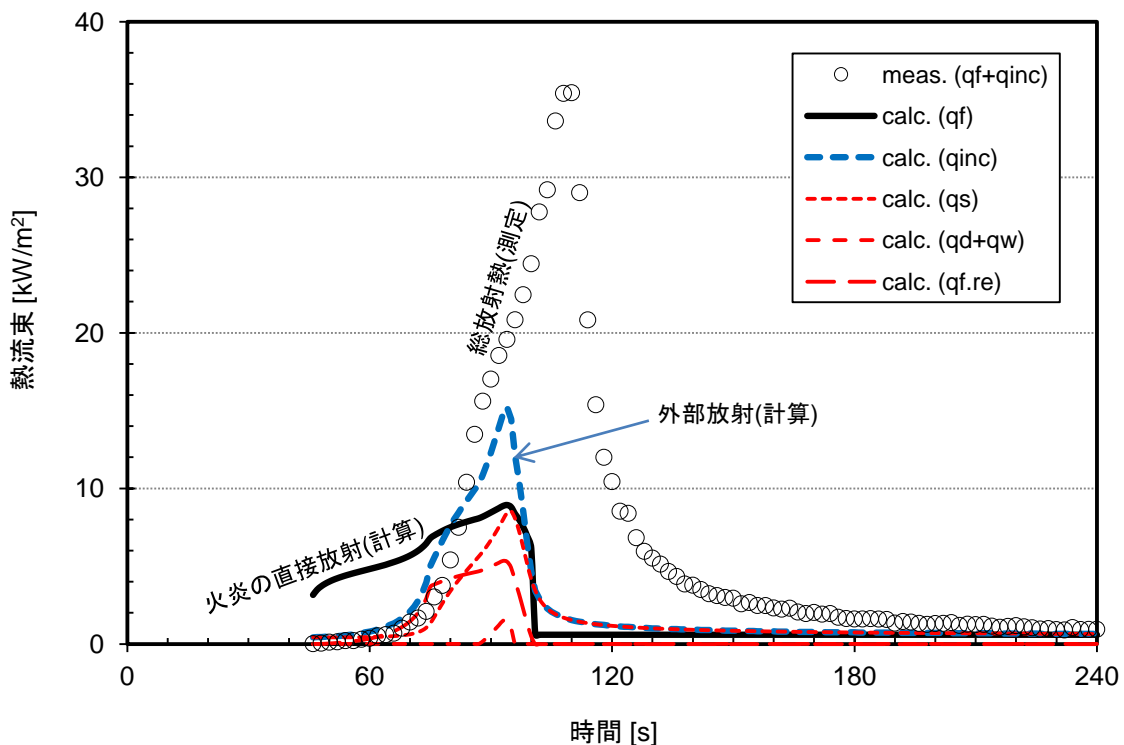 40
30
20
10
0
0
60
120
180
240
熱流束 [kW/m²]
時間 [s]
meas. (qf+qinc)
calc. (qf)
calc. (qinc)
calc. (qs)
calc. (qd+qw)
calc. (qf.re)
総放射熱(測定)
外部放射(計算)
火炎の直接放射(計算)